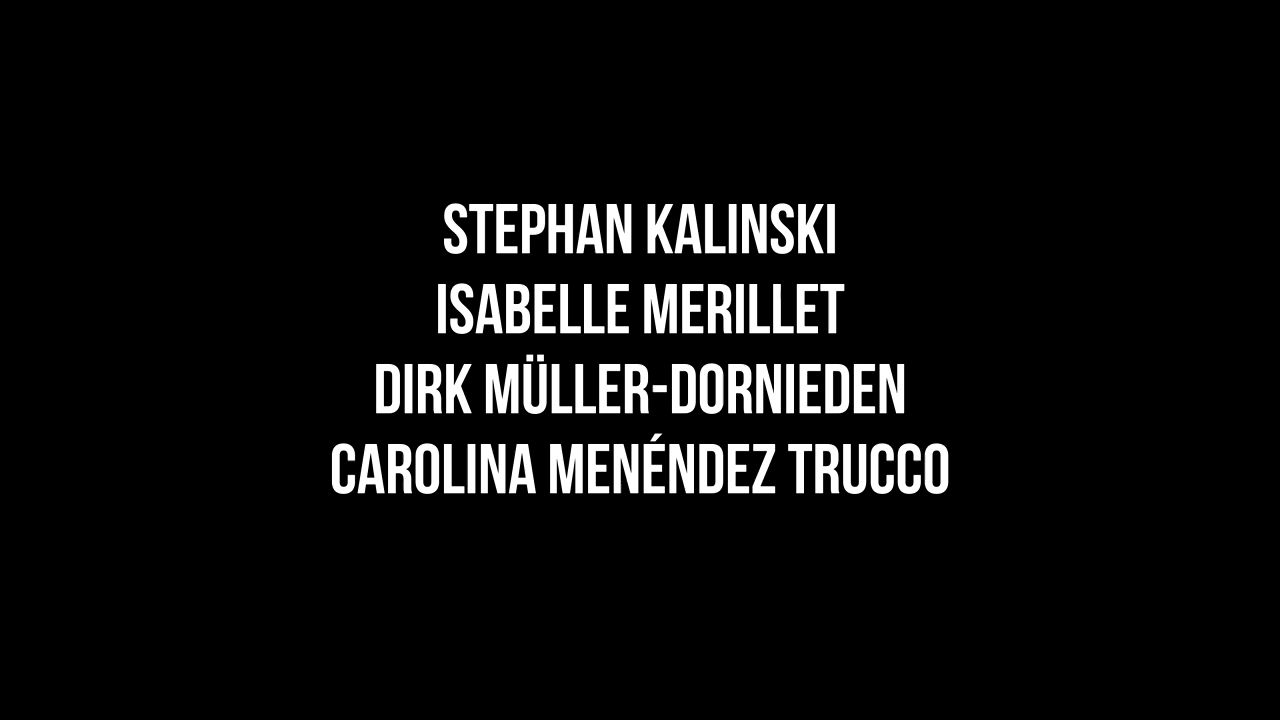 STEPHAN KALINSKI
ISABELLE MERILLET
DIRK MÜLLER-DORNIEDEN
CAROLINA MENÉNDEZ TRUCCO